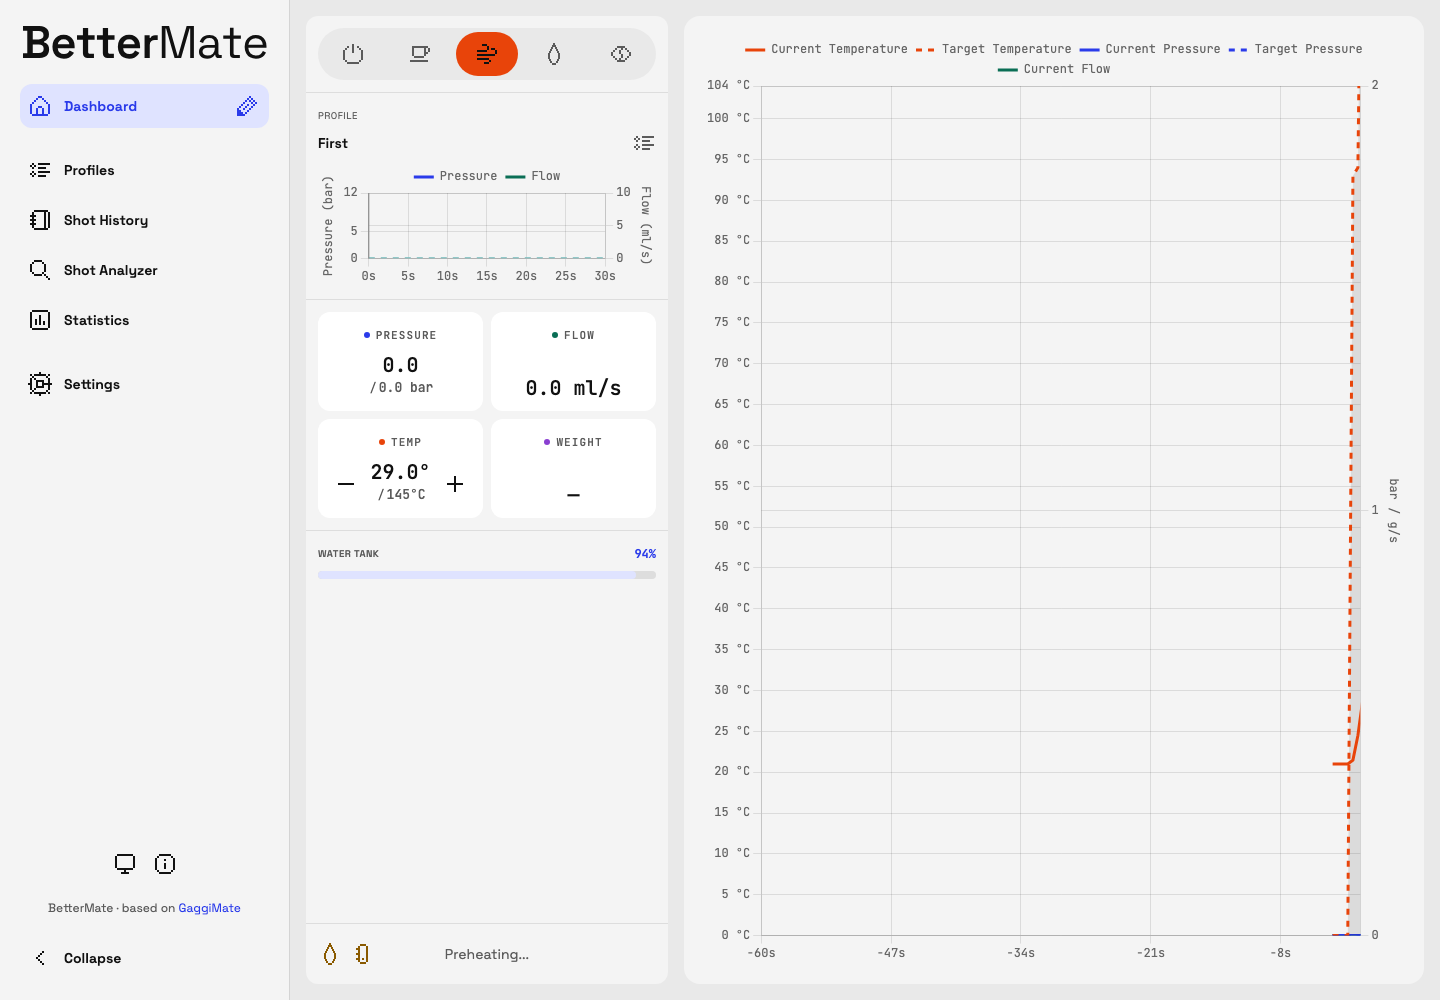 BetterMate
Dashboard
Profiles
Shot History
Shot Analyzer
Statistics
Settings
BetterMate · based on GaggiMate
Collapse
PROFILE
First
Pressure Flow
Pressure (bar)
12
5
0
10
5
0
Flow (ml/s)
0s 5s 10s 15s 20s 25s 30s
PRESSURE
0.0
/0.0 bar
FLOW
0.0 ml/s
TEMP
− 29.0° +
/145°C
WEIGHT
–
WATER TANK 94%
Preheating...
Current Temperature Target Temperature Current Pressure Target Pressure
Current Flow
104 °C
100 °C
95 °C
90 °C
85 °C
80 °C
75 °C
70 °C
65 °C
60 °C
55 °C
50 °C
45 °C
40 °C
35 °C
30 °C
25 °C
20 °C
15 °C
10 °C
5 °C
0 °C
2
1
0
bar / g/s
-60s -47s -34s -21s -8s